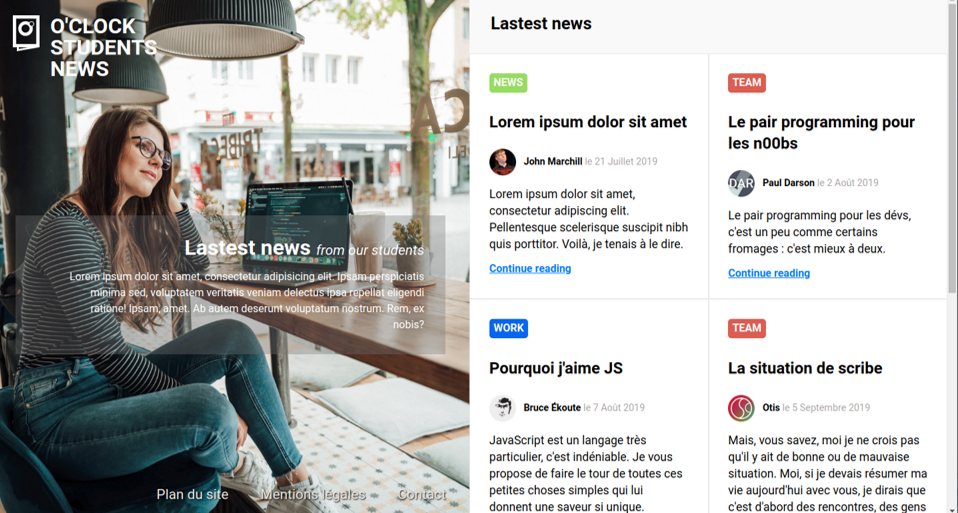 O'CLOCK
STUDENTS
NEWS
TRIBECA
Lastest news from our students
Lorem ipsum dolor sit amet, consectetur adipisicing elit. Ipsam perspiciatis
minima sed, voluptatem veritatis veniam delectus ipsa repellat eligendi
ratione! Ipsam, amet. Ab autem deserunt voluptatum nostrum. Rem, ex
nobis?
Plan du site Mentions légales Contact
Lastest news
NEWS
Lorem ipsum dolor sit amet
John Marchill le 21 Juillet 2019
Lorem ipsum dolor sit amet,
consectetur adipiscing elit.
Pellentesque scelerisque suscipit nibh
quis porttitor. Voilà, je tenais à le dire.
Continue reading
TEAM
Le pair programming pour
les n00bs
DAR
Paul Darson le 2 Août 2019
Le pair programming pour les dévs,
c'est un peu comme certains
fromages : c'est mieux à deux.
Continue reading
WORK
Pourquoi j'aime JS
Bruce Ékoute le 7 Août 2019
JavaScript est un langage très
particulier, c'est indéniable. Je vous
propose de faire le tour de toutes ces
petites choses simples qui lui
donnent une saveur si unique.
TEAM
La situation de scribe
Otis le 5 Septembre 2019
Mais, vous savez, moi je ne crois pas
qu'il y ait de bonne ou de mauvaise
situation. Moi, si je devais résumer ma
vie aujourd'hui avec vous, je dirais que
c'est d'abord des rencontres, des gens